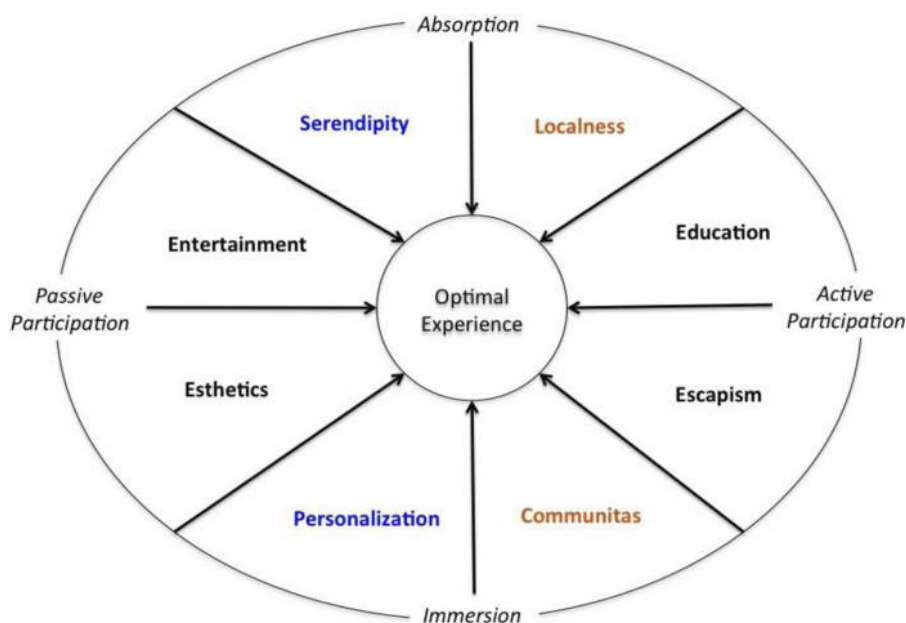 Absorption
Serendipity
Localness
Entertainment
Education
Passive
Participation
Optimal
Experience
Active
Participation
Esthetics
Escapism
Personalization
Communitas
Immersion